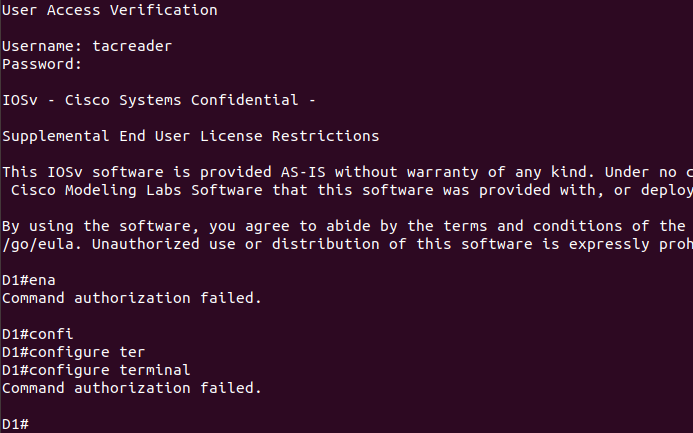 User Access Verification
Username: tacreader
Password:
IOSv - Cisco Systems Confidential -
Supplemental End User License Restrictions
This IOSv software is provided AS-IS without warranty of any kind. Under no c
Cisco Modeling Labs Software that this software was provided with, or deploy
By using the software, you agree to abide by the terms and conditions of the
/go/eula. Unauthorized use or distribution of this software is expressly proh
D1#ena
Command authorization failed.
D1#confi
D1#configure ter
D1#configure terminal
Command authorization failed.
D1#